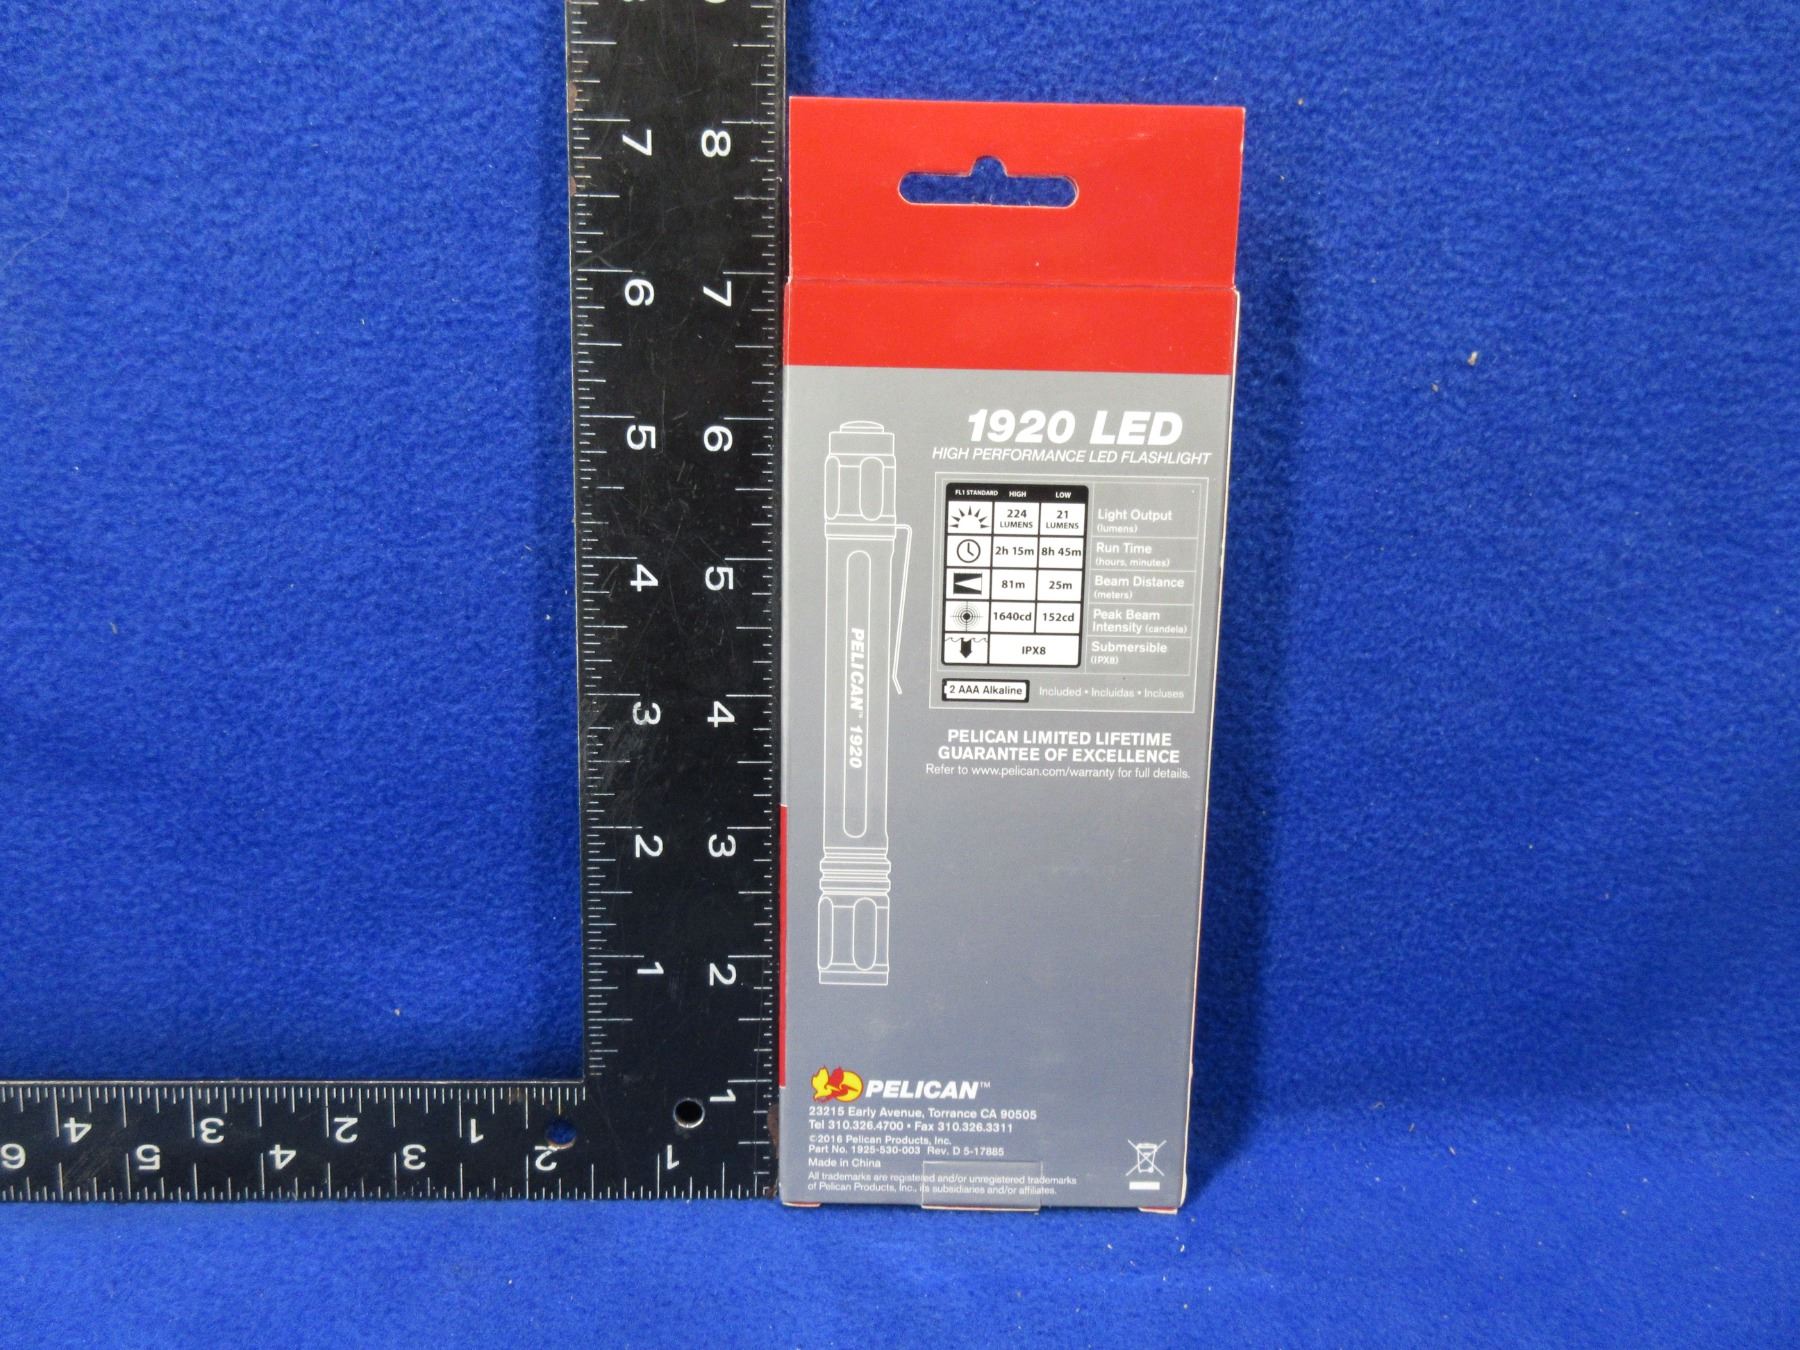 1920 LED
HIGH PERFORMANCE LED FLASHLIGHT
FL1 STANDARD HIGH LOW
224 LUMENS 21 LUMENS Light Output (lumens)
2h 15m 8h 45m Run Time (hours, minutes)
81m 25m Beam Distance (meters)
1640cd 152cd Peak Beam Intensity (candela)
IPX8 Submersible (IPX8)
2 AAA Alkaline Included • Incluidas • Incluses
PELICAN LIMITED LIFETIME
GUARANTEE OF EXCELLENCE
Refer to www.pelican.com/warranty for full details.
PELICAN™ 1920
PELICAN™
23215 Early Avenue, Torrance CA 90505
Tel 310.326.4700 • Fax 310.326.3311
©2016 Pelican Products, Inc.
Part No. 1925-530-003 Rev. D 5-17885
Made in China
All trademarks are registered and/or unregistered trademarks
of Pelican Products, Inc., its subsidiaries and/or affiliates.
7 8
6 7
5 6
4 5
3 4
2 3
1 2
1
4 3 2 1
6 5 4 3 2 1